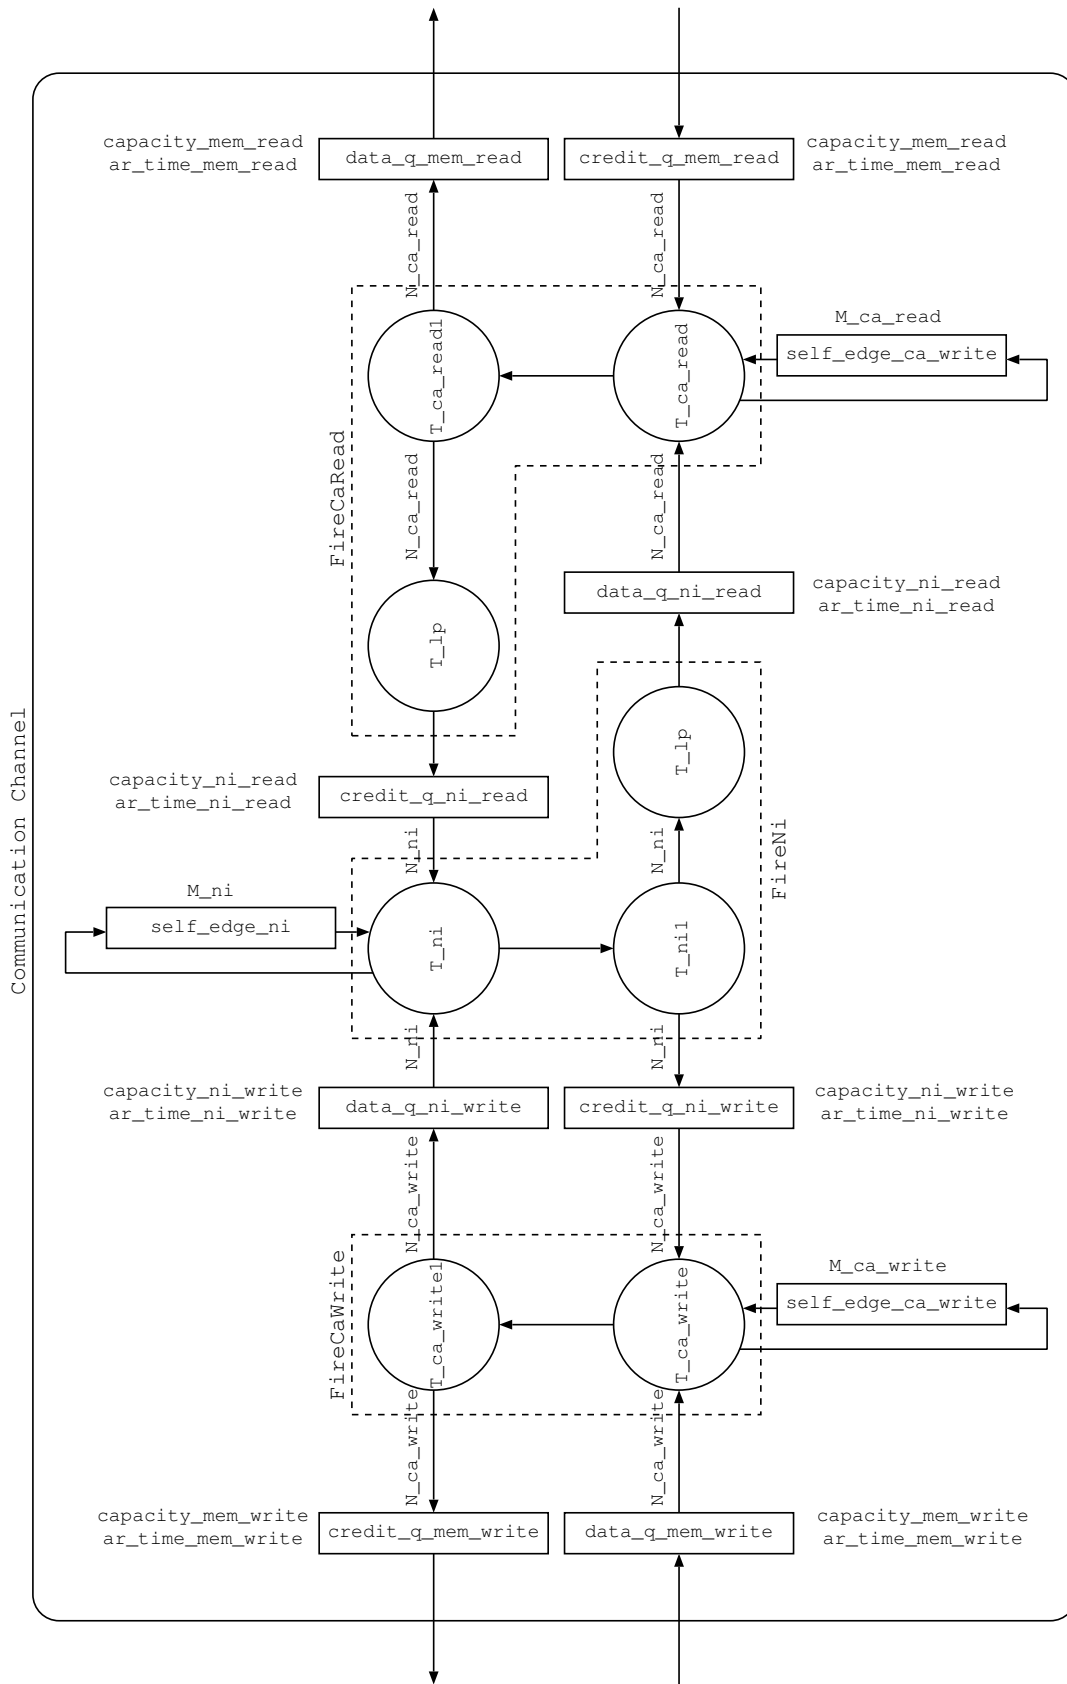 capacity_mem_read
ar_time_mem_read
data_q_mem_read
credit_q_mem_read
capacity_mem_read
ar_time_mem_read
N_ca_read
N_ca_read
T_ca_read1
T_ca_read
M_ca_read
self_edge_ca_write
FireCaRead
N_ca_read
N_ca_read
data_q_ni_read
capacity_ni_read
ar_time_ni_read
T_lp
T_lp
capacity_ni_read
ar_time_ni_read
credit_q_ni_read
Communication Channel
N_ni
N_ni
FireNi
M_ni
self_edge_ni
T_ni
T_ni1
N_ni
N_ni
capacity_ni_write
ar_time_ni_write
data_q_ni_write
credit_q_ni_write
capacity_ni_write
ar_time_ni_write
N_ca_write
N_ca_write
FireCaWrite
T_ca_write1
T_ca_write
M_ca_write
self_edge_ca_write
N_ca_write
N_ca_write
capacity_mem_write
ar_time_mem_write
credit_q_mem_write
data_q_mem_write
capacity_mem_write
ar_time_mem_write